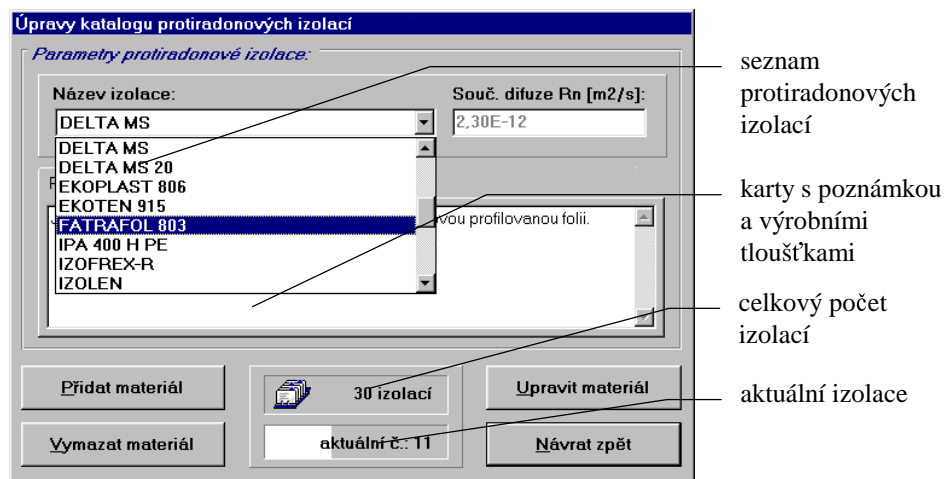 Úpravy katalogu protiradonových izolací
Parametry protiradonové izolace:
Název izolace:
Souč. difuze Rn [m2/s]:
DELTA MS
2,30E-12
DELTA MS
DELTA MS 20
EKOPLAST 806
EKOTEN 915
FATRAFOL 803
IPA 400 H PE
IZOFREX-R
IZOLEN
profilovanou folii.
Přidat materiál
30 izolací
Upravit materiál
Vymazat materiál
aktuální č.: 11
Návrat zpět
seznam
protiradonových
izolací
karty s poznámkou
a výrobními
tloušťkami
celkový počet
izolací
aktuální izolace